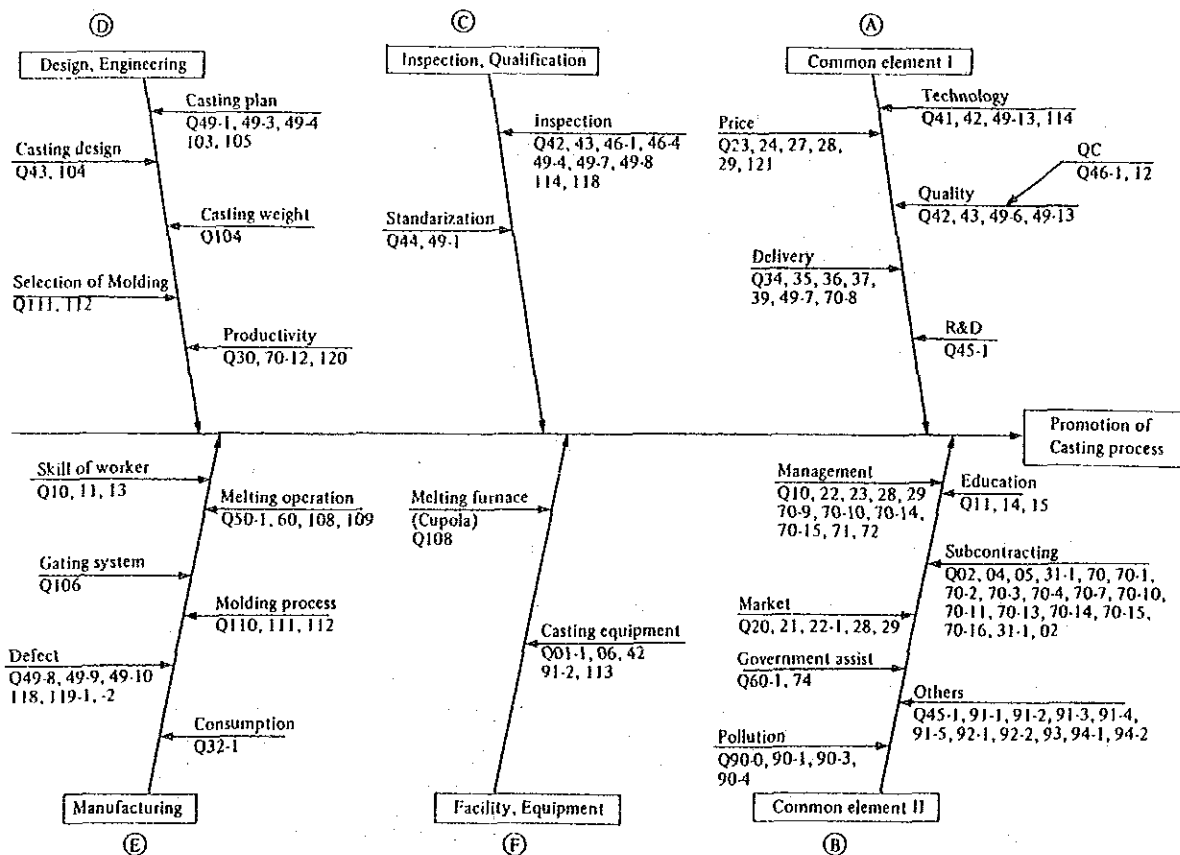 D
Design, Engineering
Casting plan
Q49-1, 49-3, 49-4
103, 105
Casting design
Q43, 104
Casting weight
Q104
Selection of Molding
Q111, 112
Productivity
Q30, 70-12, 120
C
Inspection, Qualification
inspection
Q42, 43, 46-1, 46-4
49-4, 49-7, 49-8
114, 118
Standarization
Q44, 49-1
A
Common element I
Technology
Q41, 42, 49-13, 114
Price
Q23, 24, 27, 28,
29, 121
QC
Q46-1, 12
Quality
Q42, 43, 49-6, 49-13
Delivery
Q34, 35, 36, 37,
39, 49-7, 70-8
R&D
Q45-1
Promotion of
Casting process
Skill of worker
Q10, 11, 13
Melting operation
Q50-1, 60, 108, 109
Gating system
Q106
Molding process
Q110, 111, 112
Defect
Q49-8, 49-9, 49-10
118, 119-1, -2
Consumption
Q32-1
Manufacturing
E
Melting furnace
(Cupola)
Q108
Casting equipment
Q01-1, 06, 42
91-2, 113
Facility, Equipment
F
Management
Q10, 22, 23, 28, 29
70-9, 70-10, 70-14,
70-15, 71, 72
Education
Q11, 14, 15
Subcontracting
Q02, 04, 05, 31-1, 70, 70-1,
70-2, 70-3, 70-4, 70-7, 70-10,
70-11, 70-13, 70-14, 70-15,
70-16, 31-1, 02
Market
Q20, 21, 22-1, 28, 29
Government assist
Q60-1, 74
Others
Q45-1, 91-1, 91-2, 91-3, 91-4,
91-5, 92-1, 92-2, 93, 94-1, 94-2
Pollution
Q90-0, 90-1, 90-3,
90-4
Common element II
B